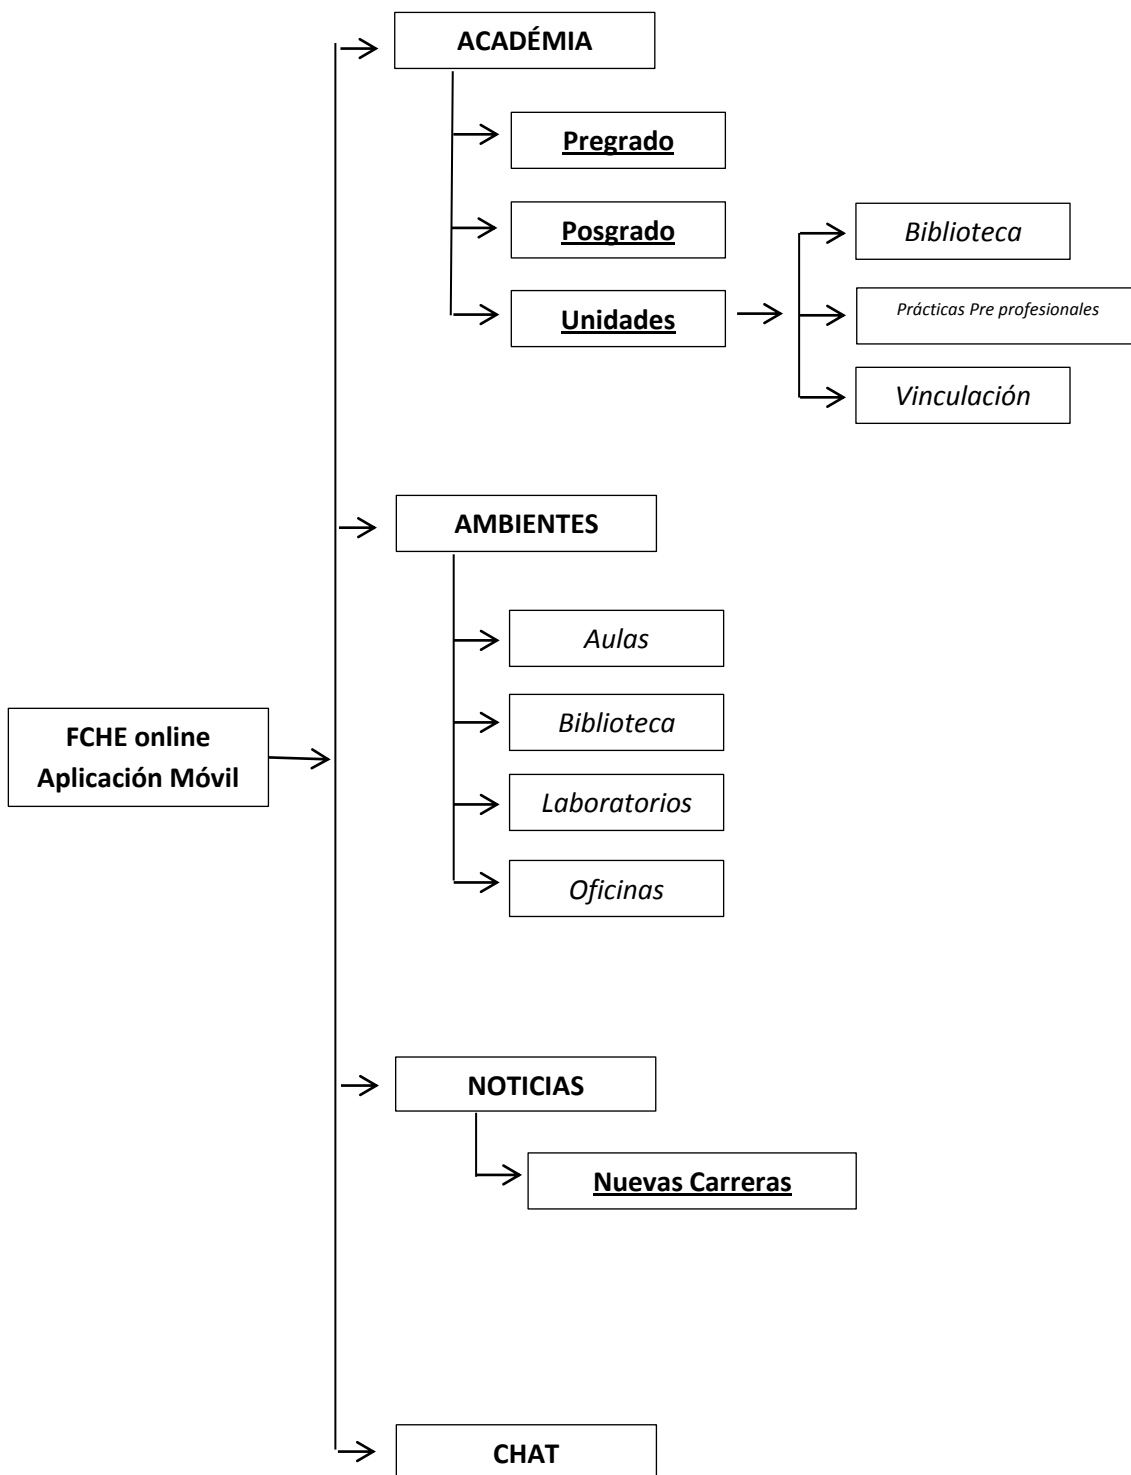 ACADÉMIA
Pregrado
Posgrado
Unidades
Biblioteca
Prácticas Pre profesionales
Vinculación
AMBIENTES
Aulas
Biblioteca
Laboratorios
Oficinas
FCHE online
Aplicación Móvil
NOTICIAS
Nuevas Carreras
CHAT